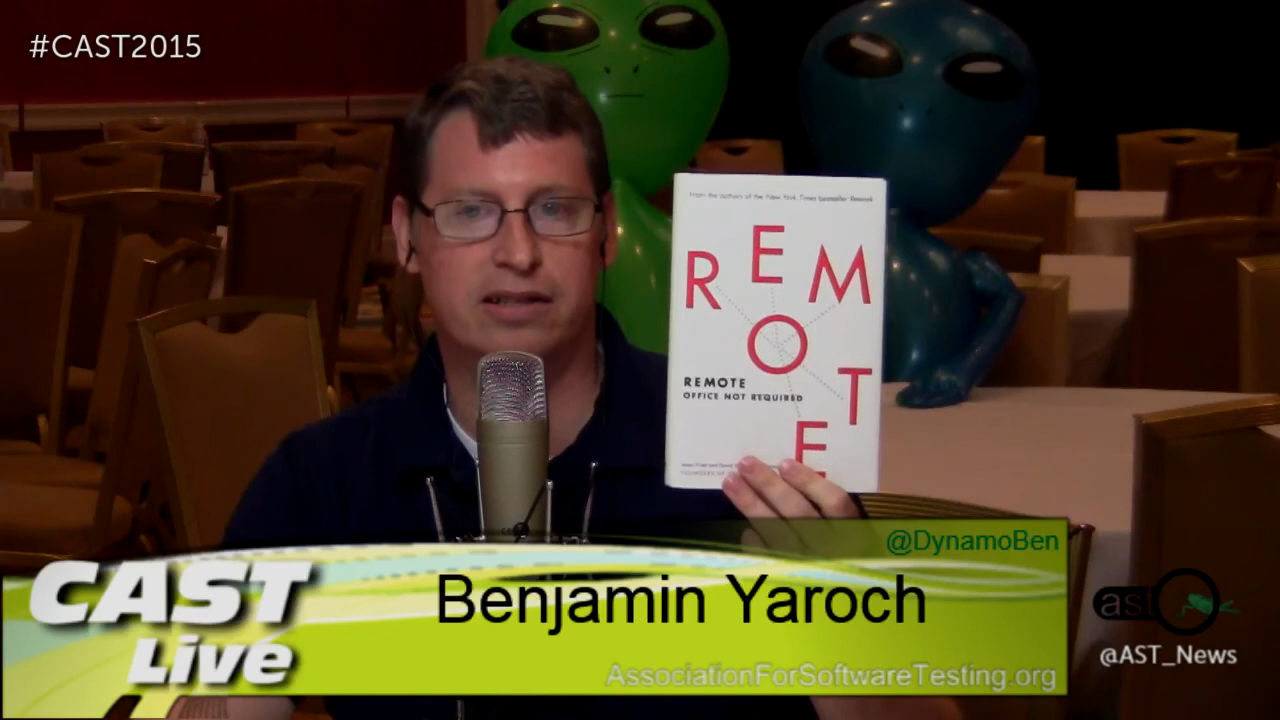 #CAST2015
From the authors of the New York Times bestseller Rework
R E M O T E
REMOTE
OFFICE NOT REQUIRED
@DynamoBen
CAST
Live
Benjamin Yaroch
AssociationForSoftwareTesting.org
ast
@AST_News